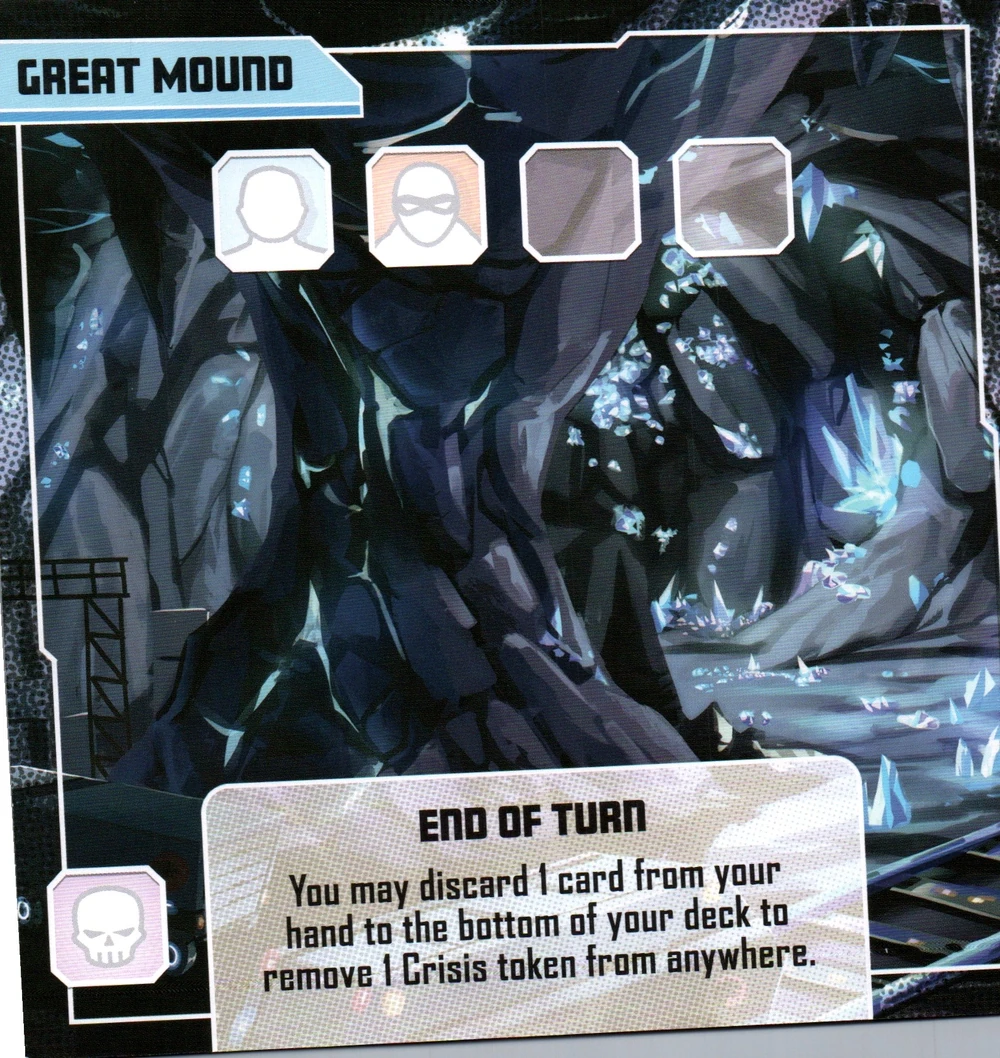 GREAT MOUND
END OF TURN
You may discard 1 card from your
hand to the bottom of your deck to
remove 1 Crisis token from anywhere.